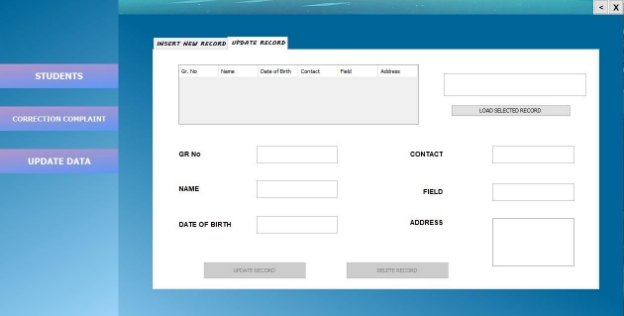 < X
INSERT NEW RECORD UPDATE RECORD
Gr. No Name Date of Birth Contact Field Address
STUDENTS
LOAD SELECTED RECORD
CORRECTION COMPLAINT
GR No CONTACT
UPDATE DATA
NAME FIELD
DATE OF BIRTH ADDRESS
UPDATE RECORD DELETE RECORD